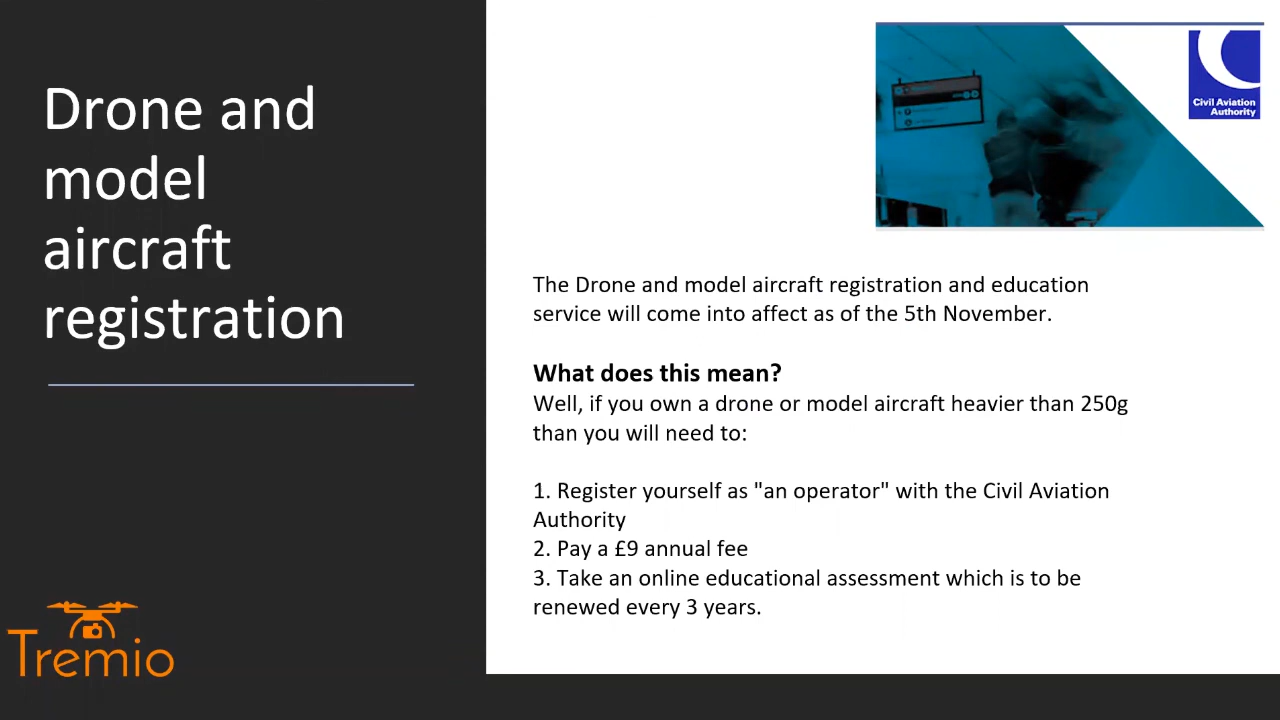 Drone and
model
aircraft
registration
Civil Aviation
Authority
The Drone and model aircraft registration and education
service will come into affect as of the 5th November.
What does this mean?
Well, if you own a drone or model aircraft heavier than 250g
than you will need to:
1. Register yourself as "an operator" with the Civil Aviation
Authority
2. Pay a £9 annual fee
3. Take an online educational assessment which is to be
renewed every 3 years.
Tremio